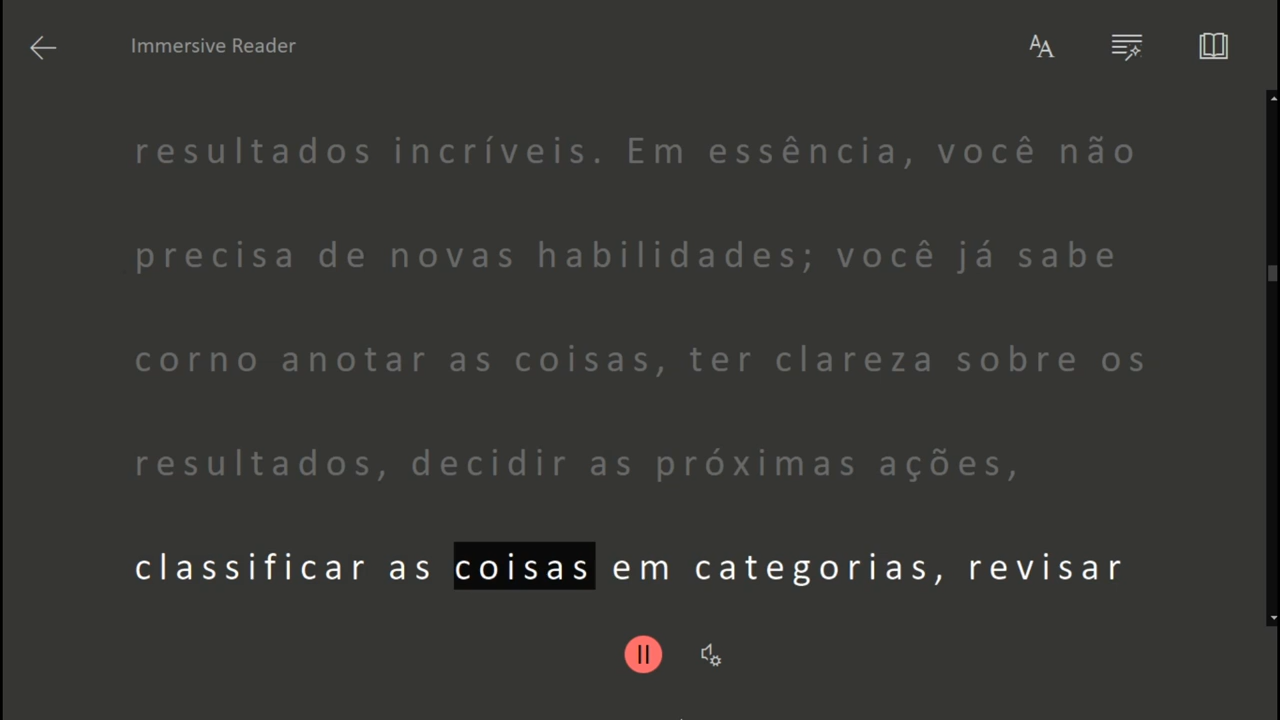 Immersive Reader
resultados incríveis. Em essência, você não
precisa de novas habilidades; você já sabe
corno anotar as coisas, ter clareza sobre os
resultados, decidir as próximas ações,
classificar as coisas em categorias, revisar